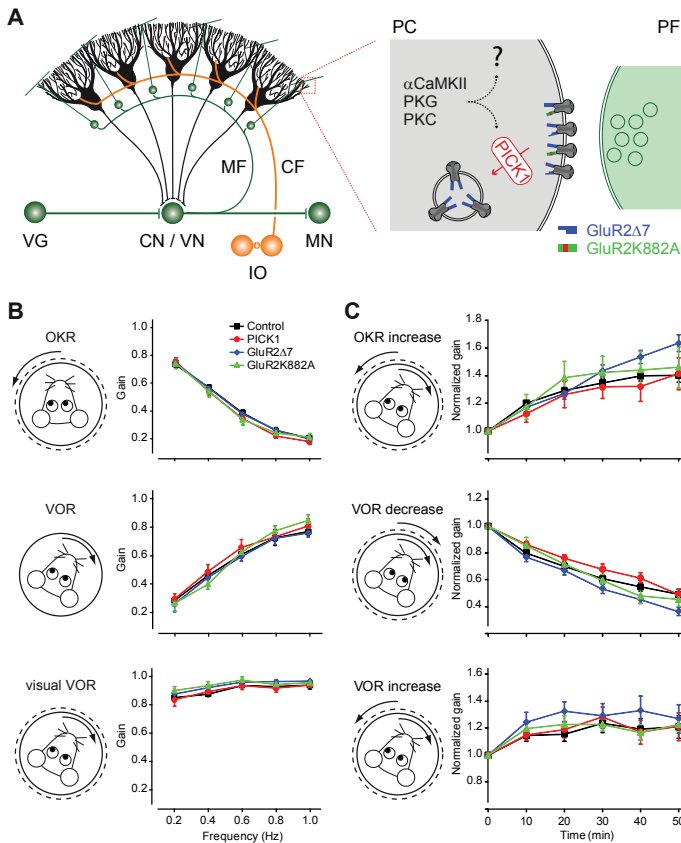 A
PC
PF
?
αCaMKII
PKG
PKC
PICK1
MF
CF
VG
CN / VN
MN
IO
GluR2Δ7
GluR2K882A
B
OKR
Gain
1.0
0.8
0.6
0.4
0.2
Control
PICK1
GluR2Δ7
GluR2K882A
VOR
Gain
1.0
0.8
0.6
0.4
0.2
visual VOR
Gain
1.0
0.8
0.6
0.4
0.2
0.2 0.4 0.6 0.8 1.0
Frequency (Hz)
C
OKR increase
Normalized gain
1.8
1.6
1.4
1.2
1.0
VOR decrease
Normalized gain
1.0
0.8
0.6
0.4
VOR increase
Normalized gain
1.6
1.4
1.2
1.0
0.8
0 10 20 30 40 50
Time (min)